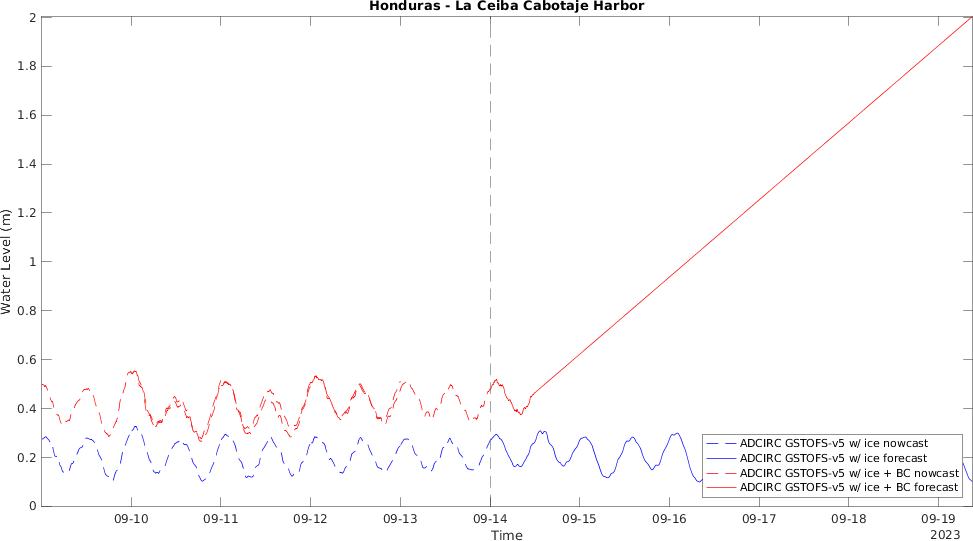 Honduras - La Ceiba Cabotaje Harbor
2
1.8
1.6
1.4
1.2
1
0.8
0.6
0.4
0.2
0
Water Level (m)
ADCIRC GSTOFS-v5 w/ ice nowcast
ADCIRC GSTOFS-v5 w/ ice forecast
ADCIRC GSTOFS-v5 w/ ice + BC nowcast
ADCIRC GSTOFS-v5 w/ ice + BC forecast
09-10 09-11 09-12 09-13 09-14 09-15 09-16 09-17 09-18 09-19
Time 2023